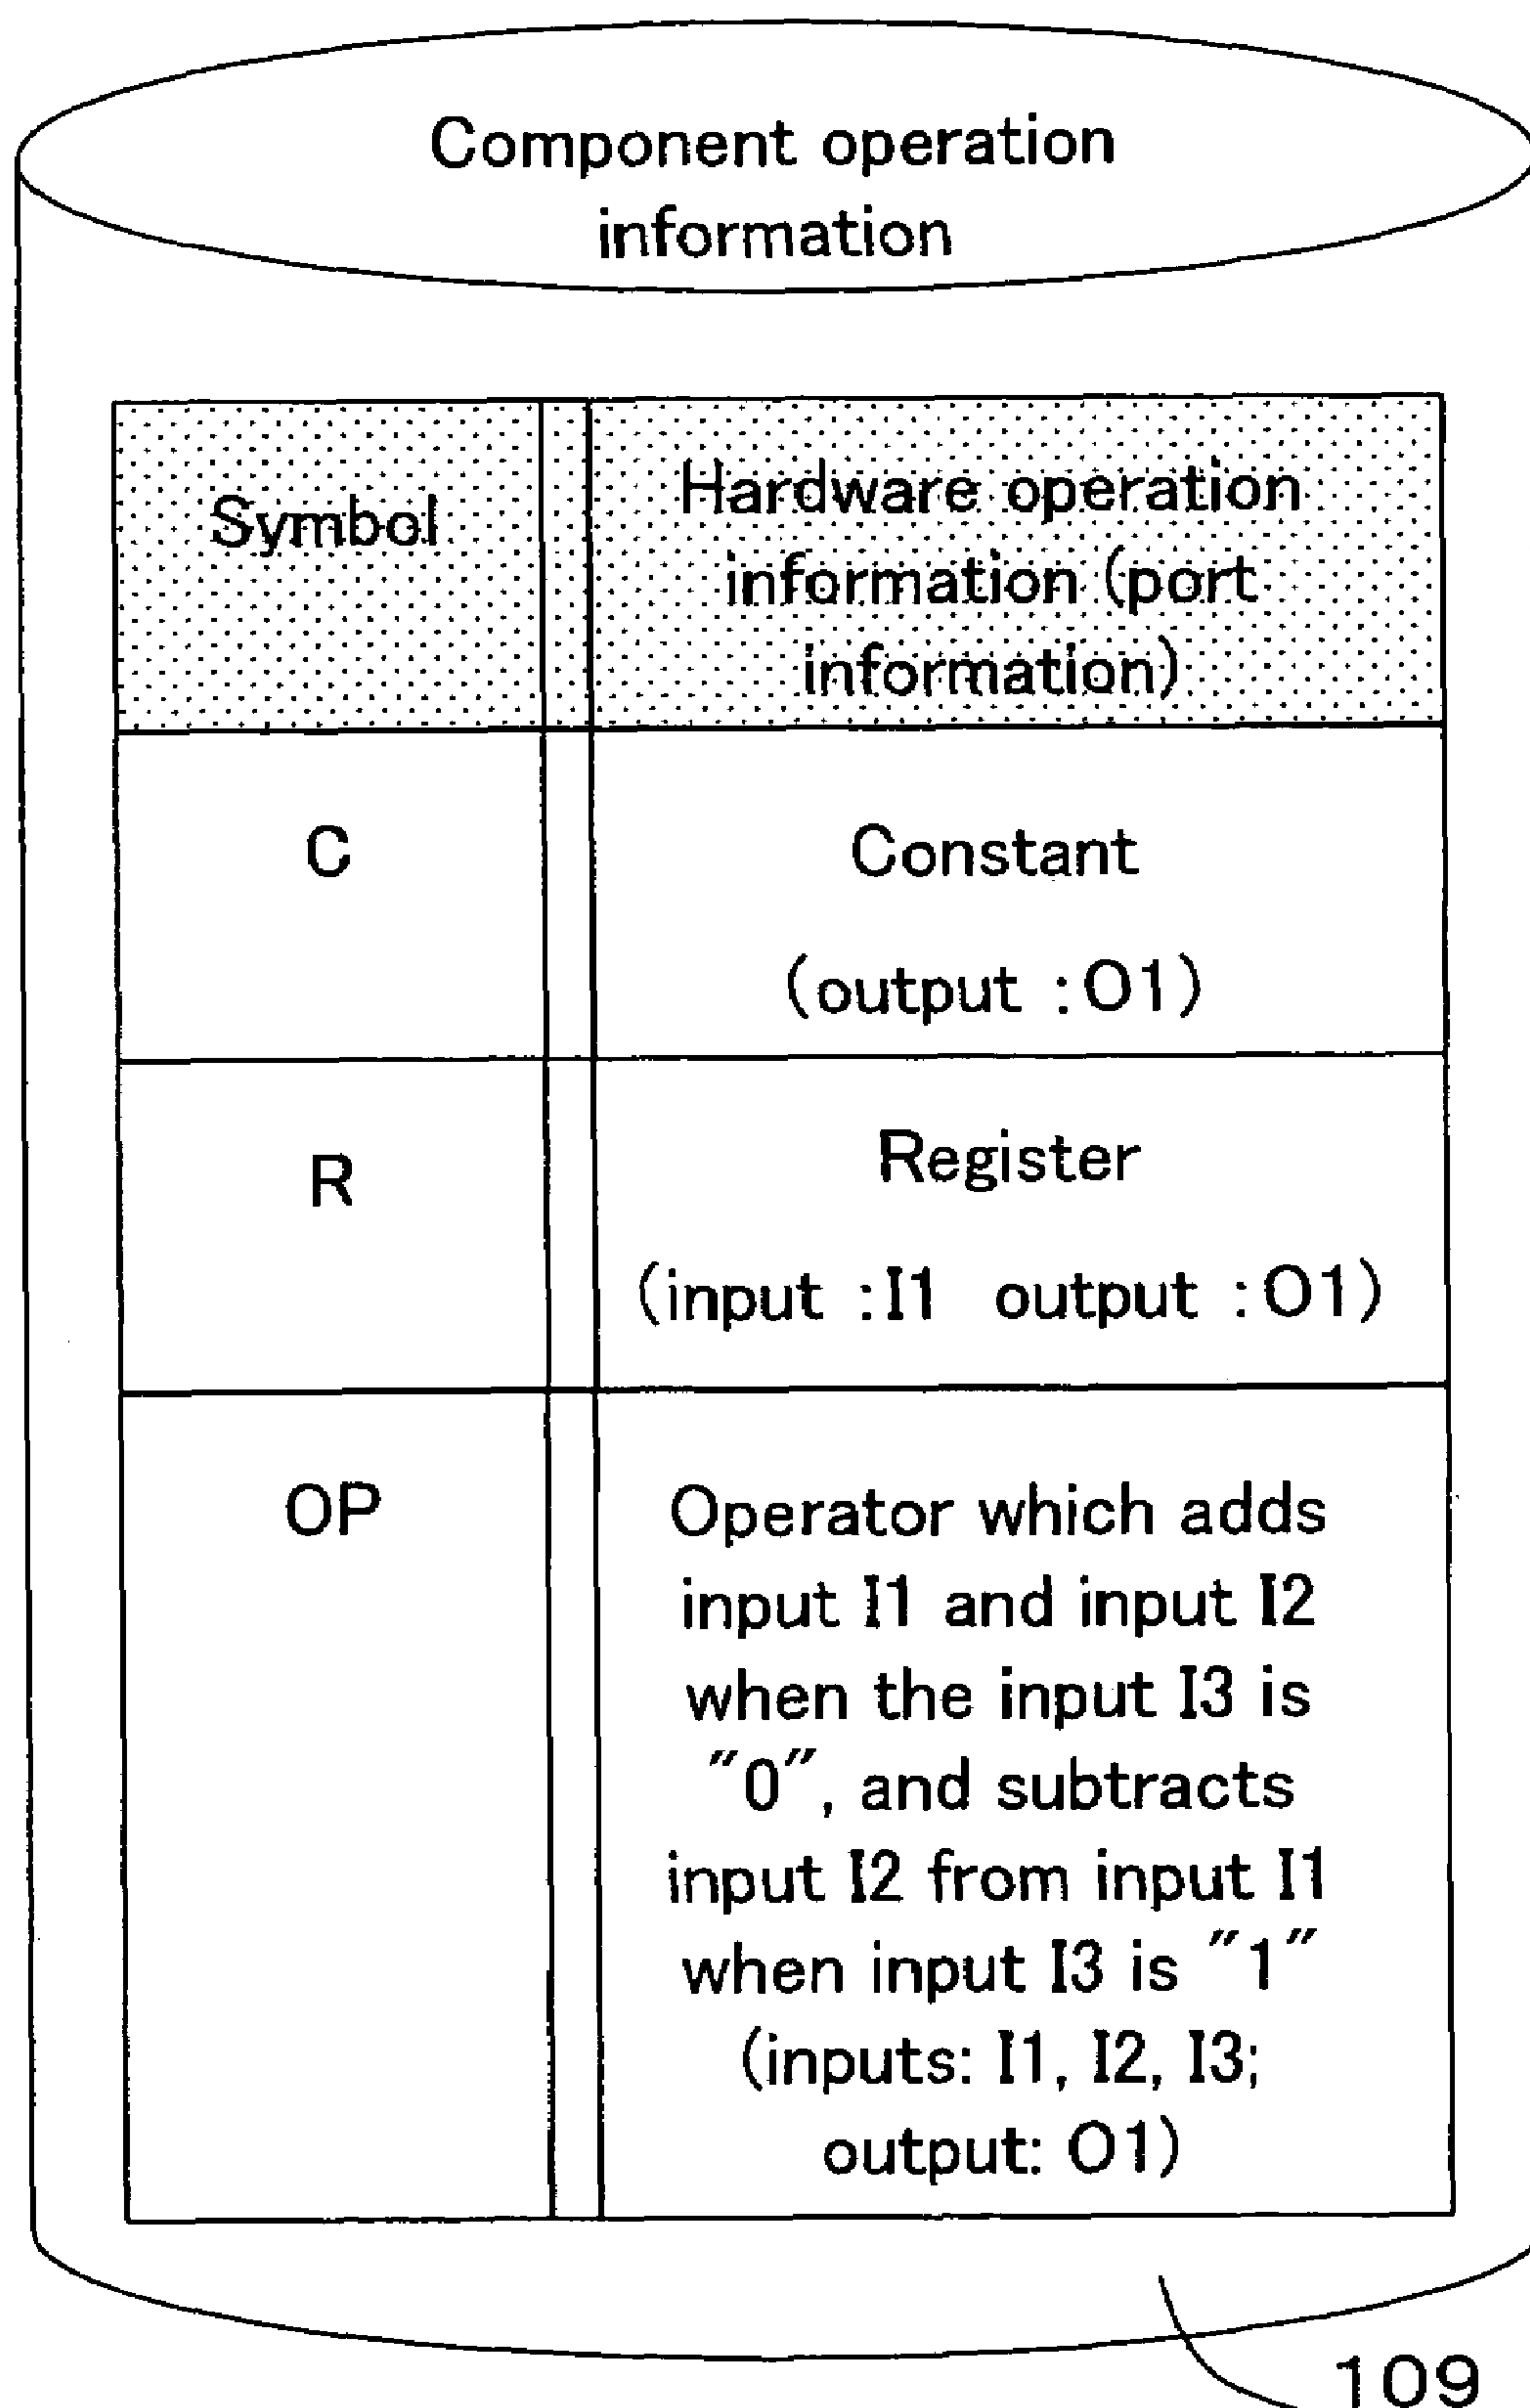 Component operation
information
Symbol
Hardware operation
information (port
information)
C
Constant
(output :O1)
R
Register
(input :I1 output :O1)
OP
Operator which adds
input I1 and input I2
when the input I3 is
"0", and subtracts
input I2 from input I1
when input I3 is "1"
(inputs: I1, I2, I3;
output: O1)
109